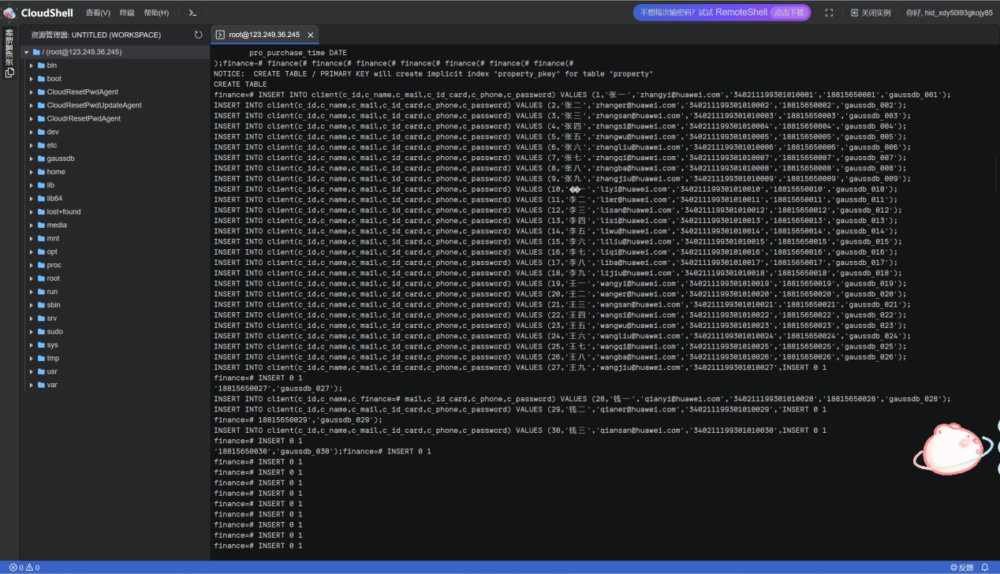 CloudShell 查看(V) 终端 帮助(H) 不想每次输密码？试试 RemoteShell 点击下载 关闭实例 你好, hid_xdy50l93gkojy85
资源管理器
资源管理器: UNTITLED (WORKSPACE)
/ (root@123.249.36.245)
bin
boot
CloudResetPwdAgent
CloudResetPwdUpdateAgent
CloudrResetPwdAgent
dev
etc
gaussdb
home
lib
lib64
lost+found
media
mnt
opt
proc
root
run
sbin
srv
sudo
sys
tmp
usr
var
root@123.249.36.245
pro_purchase_time DATE
);finance-# finance(# finance(# finance(# finance(# finance(# finance(# finance(#
NOTICE:  CREATE TABLE / PRIMARY KEY will create implicit index "property_pkey" for table "property"
CREATE TABLE
finance=# INSERT INTO client(c_id,c_name,c_mail,c_id_card,c_phone,c_password) VALUES (1,'张一','zhangyi@huawei.com','340211199301010001','18815650001','gaussdb_001');
INSERT INTO client(c_id,c_name,c_mail,c_id_card,c_phone,c_password) VALUES (2,'张二','zhanger@huawei.com','340211199301010002','18815650002','gaussdb_002');
INSERT INTO client(c_id,c_name,c_mail,c_id_card,c_phone,c_password) VALUES (3,'张三','zhangsan@huawei.com','340211199301010003','18815650003','gaussdb_003');
INSERT INTO client(c_id,c_name,c_mail,c_id_card,c_phone,c_password) VALUES (4,'张四','zhangsi@huawei.com','340211199301010004','18815650004','gaussdb_004');
INSERT INTO client(c_id,c_name,c_mail,c_id_card,c_phone,c_password) VALUES (5,'张五','zhangwu@huawei.com','340211199301010005','18815650005','gaussdb_005');
INSERT INTO client(c_id,c_name,c_mail,c_id_card,c_phone,c_password) VALUES (6,'张六','zhangliu@huawei.com','340211199301010006','18815650006','gaussdb_006');
INSERT INTO client(c_id,c_name,c_mail,c_id_card,c_phone,c_password) VALUES (7,'张七','zhangqi@huawei.com','340211199301010007','18815650007','gaussdb_007');
INSERT INTO client(c_id,c_name,c_mail,c_id_card,c_phone,c_password) VALUES (8,'张八','zhangba@huawei.com','340211199301010008','18815650008','gaussdb_008');
INSERT INTO client(c_id,c_name,c_mail,c_id_card,c_phone,c_password) VALUES (9,'张九','zhangjiu@huawei.com','340211199301010009','18815650009','gaussdb_009');
INSERT INTO client(c_id,c_name,c_mail,c_id_card,c_phone,c_password) VALUES (10,'��一','liyi@huawei.com','340211199301010010','18815650010','gaussdb_010');
INSERT INTO client(c_id,c_name,c_mail,c_id_card,c_phone,c_password) VALUES (11,'李二','lier@huawei.com','340211199301010011','18815650011','gaussdb_011');
INSERT INTO client(c_id,c_name,c_mail,c_id_card,c_phone,c_password) VALUES (12,'李三','lisan@huawei.com','340211199301010012','18815650012','gaussdb_012');
INSERT INTO client(c_id,c_name,c_mail,c_id_card,c_phone,c_password) VALUES (13,'李四','lisi@huawei.com','340211199301010013','18815650013','gaussdb_013');
INSERT INTO client(c_id,c_name,c_mail,c_id_card,c_phone,c_password) VALUES (14,'李五','liwu@huawei.com','340211199301010014','18815650014','gaussdb_014');
INSERT INTO client(c_id,c_name,c_mail,c_id_card,c_phone,c_password) VALUES (15,'李六','liliu@huawei.com','340211199301010015','18815650015','gaussdb_015');
INSERT INTO client(c_id,c_name,c_mail,c_id_card,c_phone,c_password) VALUES (16,'李七','liqi@huawei.com','340211199301010016','18815650016','gaussdb_016');
INSERT INTO client(c_id,c_name,c_mail,c_id_card,c_phone,c_password) VALUES (17,'李八','liba@huawei.com','340211199301010017','18815650017','gaussdb_017');
INSERT INTO client(c_id,c_name,c_mail,c_id_card,c_phone,c_password) VALUES (18,'李九','lijiu@huawei.com','340211199301010018','18815650018','gaussdb_018');
INSERT INTO client(c_id,c_name,c_mail,c_id_card,c_phone,c_password) VALUES (19,'王一','wangyi@huawei.com','340211199301010019','18815650019','gaussdb_019');
INSERT INTO client(c_id,c_name,c_mail,c_id_card,c_phone,c_password) VALUES (20,'王二','wanger@huawei.com','340211199301010020','18815650020','gaussdb_020');
INSERT INTO client(c_id,c_name,c_mail,c_id_card,c_phone,c_password) VALUES (21,'王三','wangsan@huawei.com','340211199301010021','18815650021','gaussdb_021');
INSERT INTO client(c_id,c_name,c_mail,c_id_card,c_phone,c_password) VALUES (22,'王四','wangsi@huawei.com','340211199301010022','18815650022','gaussdb_022');
INSERT INTO client(c_id,c_name,c_mail,c_id_card,c_phone,c_password) VALUES (23,'王五','wangwu@huawei.com','340211199301010023','18815650023','gaussdb_023');
INSERT INTO client(c_id,c_name,c_mail,c_id_card,c_phone,c_password) VALUES (24,'王六','wangliu@huawei.com','340211199301010024','18815650024','gaussdb_024');
INSERT INTO client(c_id,c_name,c_mail,c_id_card,c_phone,c_password) VALUES (25,'王七','wangqi@huawei.com','340211199301010025','18815650025','gaussdb_025');
INSERT INTO client(c_id,c_name,c_mail,c_id_card,c_phone,c_password) VALUES (26,'王八','wangba@huawei.com','340211199301010026','18815650026','gaussdb_026');
INSERT INTO client(c_id,c_name,c_mail,c_id_card,c_phone,c_password) VALUES (27,'王九','wangjiu@huawei.com','340211199301010027',INSERT 0 1
finance=# INSERT 0 1
'18815650027','gaussdb_027');
INSERT INTO client(c_id,c_name,c_finance=# mail,c_id_card,c_phone,c_password) VALUES (28,'钱一','qianyi@huawei.com','340211199301010028','18815650028','gaussdb_028');
INSERT INTO client(c_id,c_name,c_mail,c_id_card,c_phone,c_password) VALUES (29,'钱二','qianer@huawei.com','340211199301010029','INSERT 0 1
finance=# 18815650029','gaussdb_029');
INSERT INTO client(c_id,c_name,c_mail,c_id_card,c_phone,c_password) VALUES (30,'钱三','qiansan@huawei.com','340211199301010030',INSERT 0 1
finance=# INSERT 0 1
'18815650030','gaussdb_030');finance=# INSERT 0 1
finance=# INSERT 0 1
finance=# INSERT 0 1
finance=# INSERT 0 1
finance=# INSERT 0 1
finance=# INSERT 0 1
finance=# INSERT 0 1
finance=# INSERT 0 1
finance=# INSERT 0 1
finance=# INSERT 0 1
0 0 反馈